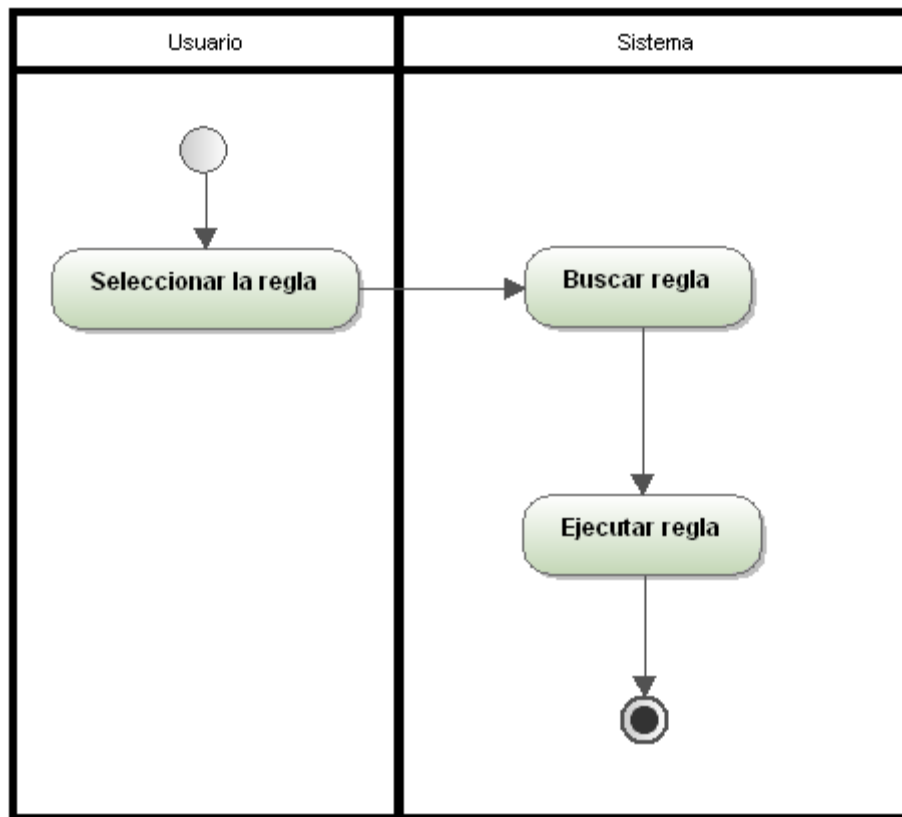 Usuario
Sistema
Seleccionar la regla
Buscar regla
Ejecutar regla